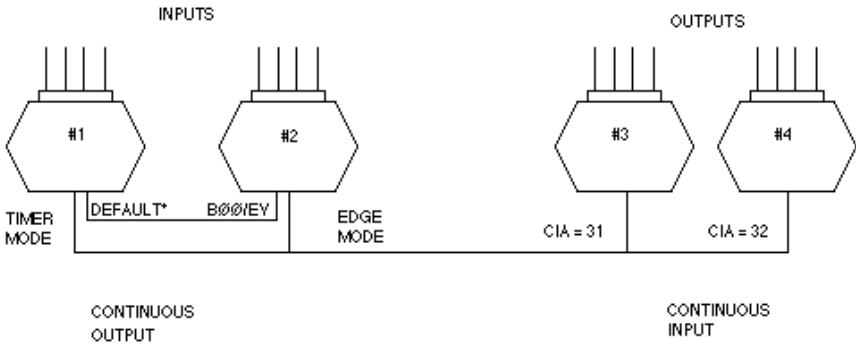 INPUTS
OUTPUTS
#1
#2
#3
#4
DEFAULT*
BØØ/EY
TIMER
MODE
EDGE
MODE
CIA = 31
CIA = 32
CONTINUOUS
OUTPUT
CONTINUOUS
INPUT